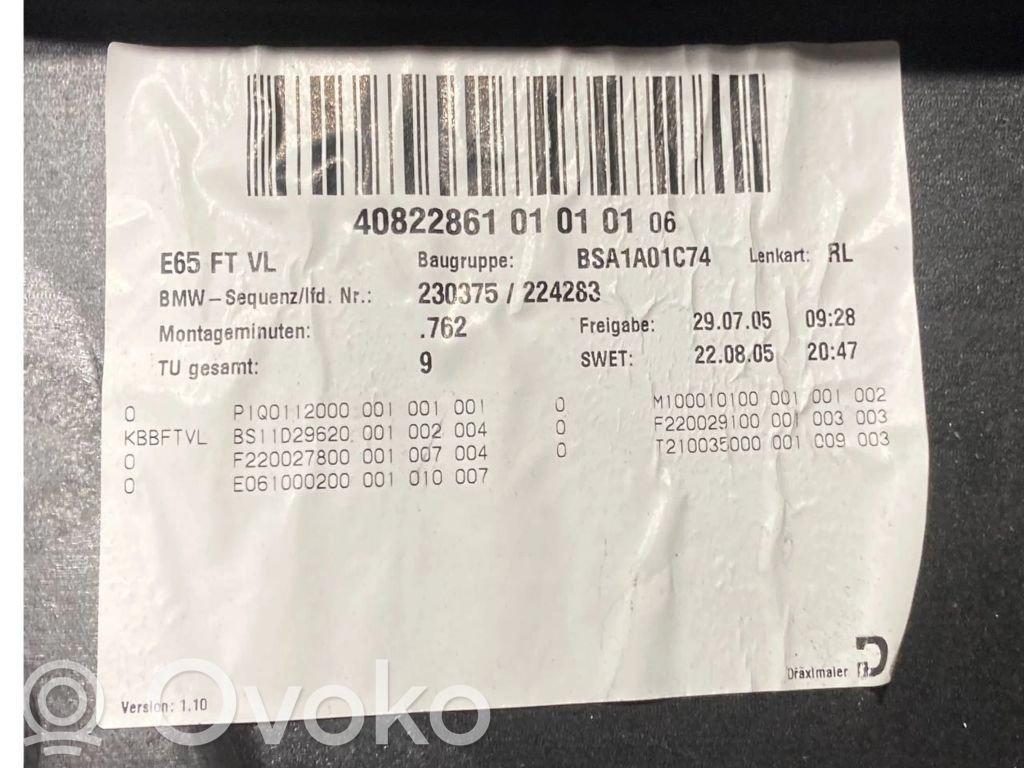 40822861 01 01 01 06
E65 FT VL Baugruppe: BSA1A01C74 Lenkart: RL
BMW-Sequenz/lfd. Nr.: 230375 / 224283
Montageminuten: .762 Freigabe: 29.07.05 09:28
TU gesamt: 9 SWET: 22.08.05 20:47
0 P1Q0112000 001 001 001 0 M100010100 001 001 002
KBBFTVL BS11D29620 001 002 004 0 F220029100 001 003 003
0 F220027800 001 007 004 0 T210035000 001 009 003
0 E061000200 001 010 007
Dräxlmaier
Version: 1.10
Ovoko